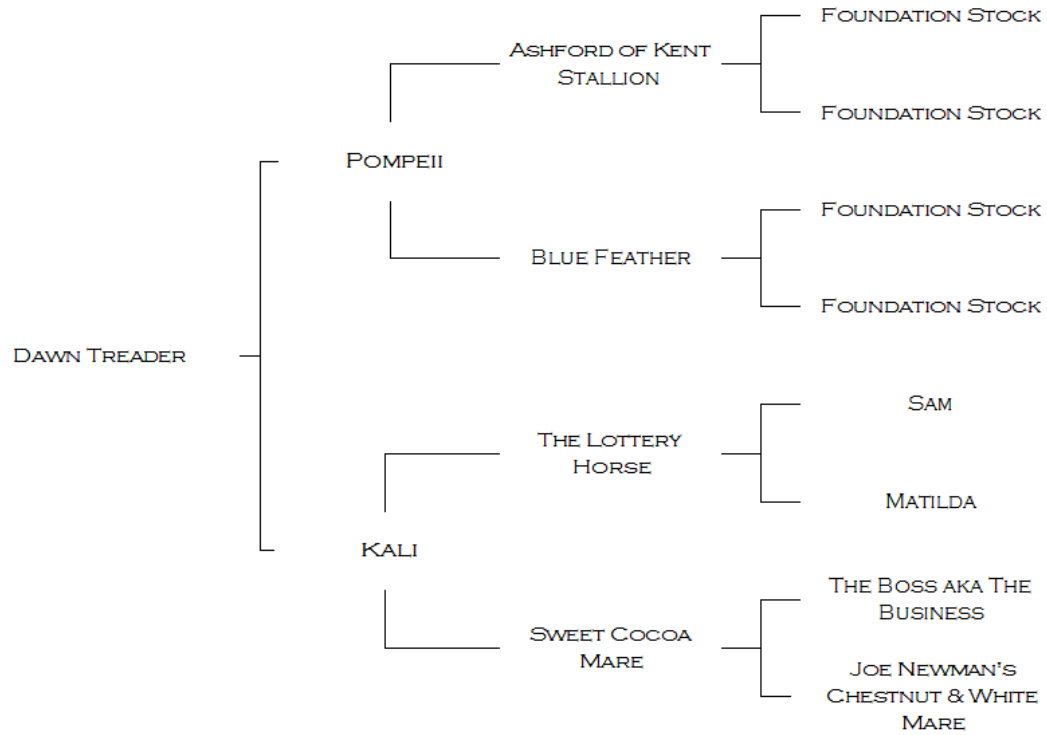 Foundation Stock
Ashford of Kent
Stallion
Foundation Stock
Pompeii
Foundation Stock
Blue Feather
Foundation Stock
Dawn Treader
Sam
The Lottery
Horse
Matilda
Kali
The Boss aka The
Business
Sweet Cocoa
Mare
Joe Newman's
Chestnut & White
Mare